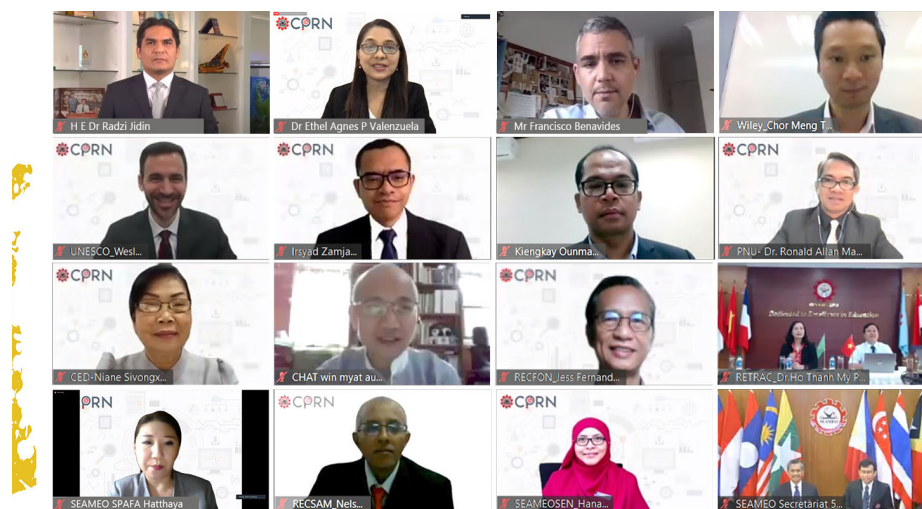 CPRN
H E Dr Radzi Jidin
Dr Ethel Agnes P Valenzuela
Mr Francisco Benavides
Wiley_Chor Meng T...
CPRN
CPRN
CPRN
UNESCO_Wesl...
Irsyad Zamja...
Kiengkay Ounma...
PNU- Dr. Ronald Allan Ma...
CPRN
CPRN
Dedicated to Excellence in Education
CED-Niane Sivongx...
CHAT win myat au...
RECFON_Jess Fernand...
RETRAC_Dr.Ho Thann My P...
PRN
CPRN
CPRN
SEAMEO
SEAMEO SPAFA Hatthaya
RECSAM_Nels...
SEAMEOSEN_Hana...
SEAMEO Secretariat 5...